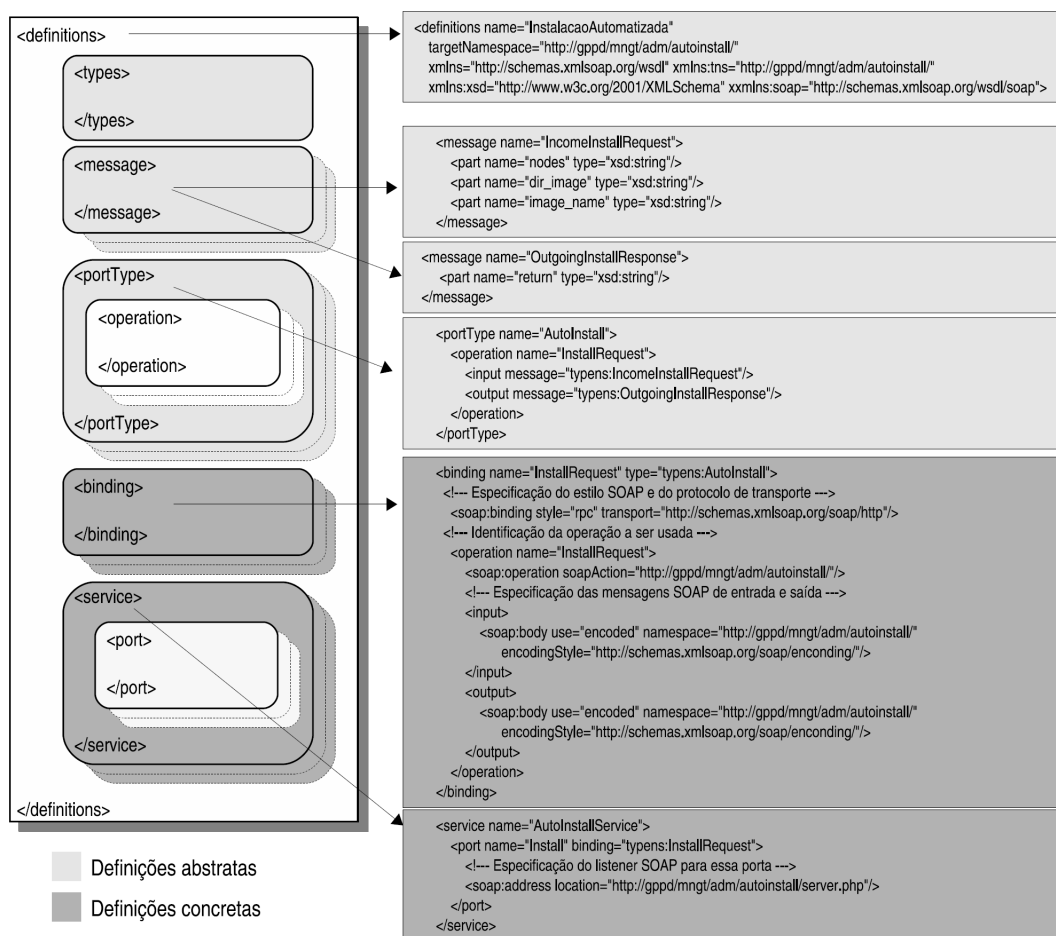 <definitions>
<types>
</types>
<message>
</message>
<portType>
<operation>
</operation>
</portType>
<binding>
</binding>
<service>
<port>
</port>
</service>
</definitions>
Definições abstratas
Definições concretas
<definitions name="InstalacaoAutomatizada"
targetNamespace="http://gppd/mngt/adm/autoinstall/"
xmlns="http://schemas.xmlsoap.org/wsdl" xmlns:tns="http://gppd/mngt/adm/autoinstall/"
xmlns:xsd="http://www.w3c.org/2001/XMLSchema" xxmlns:soap="http://schemas.xmlsoap.org/wsdl/soap">
<message name="IncomeInstallRequest">
<part name="nodes" type="xsd:string"/>
<part name="dir_image" type="xsd:string"/>
<part name="image_name" type="xsd:string"/>
</message>
<message name="OutgoingInstallResponse">
<part name="return" type="xsd:string"/>
</message>
<portType name="AutoInstall">
<operation name="InstallRequest">
<input message="typens:IncomeInstallRequest"/>
<output message="typens:OutgoingInstallResponse"/>
</operation>
</portType>
<binding name="InstallRequest" type="typens:AutoInstall">
<!--- Especificação do estilo SOAP e do protocolo de transporte --->
<soap:binding style="rpc" transport="http://schemas.xmlsoap.org/soap/http"/>
<!--- Identificação da operação a ser usada --->
<operation name="InstallRequest">
<soap:operation soapAction="http://gppd/mngt/adm/autoinstall/"/>
<!--- Especificação das mensagens SOAP de entrada e saída --->
<input>
<soap:body use="encoded" namespace="http://gppd/mngt/adm/autoinstall/"
encodingStyle="http://schemas.xmlsoap.org/soap/enconding/"/>
</input>
<output>
<soap:body use="encoded" namespace="http://gppd/mngt/adm/autoinstall/"
encodingStyle="http://schemas.xmlsoap.org/soap/enconding/"/>
</output>
</operation>
</binding>
<service name="AutoInstallService">
<port name="Install" binding="typens:InstallRequest">
<!--- Especificação do listener SOAP para essa porta --->
<soap:address location="http://gppd/mngt/adm/autoinstall/server.php"/>
</port>
</service>